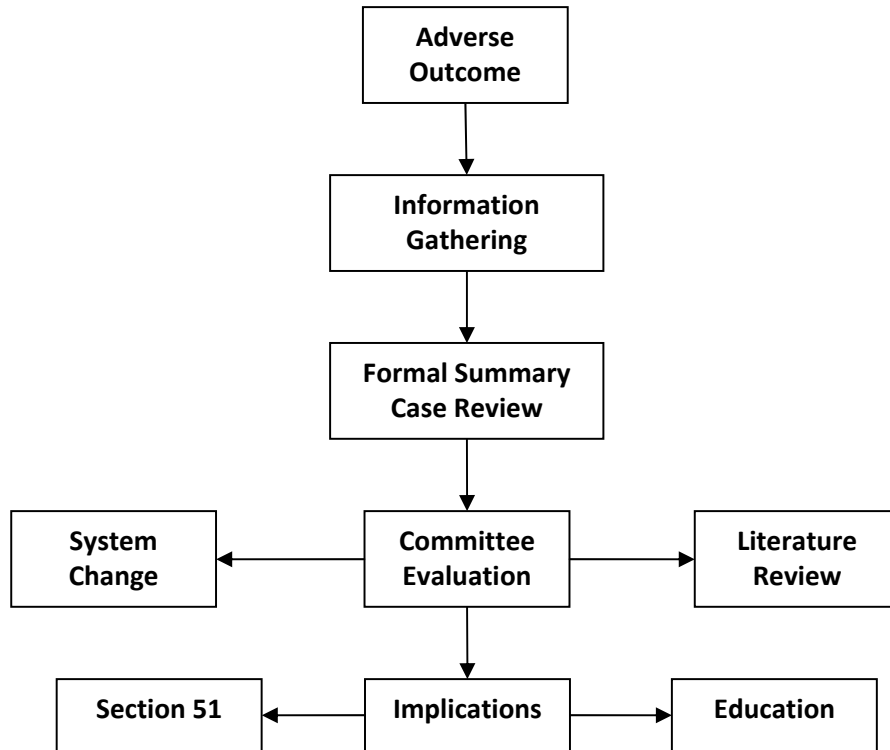 Adverse
Outcome
Information
Gathering
Formal Summary
Case Review
System
Change
Committee
Evaluation
Literature
Review
Section 51
Implications
Education